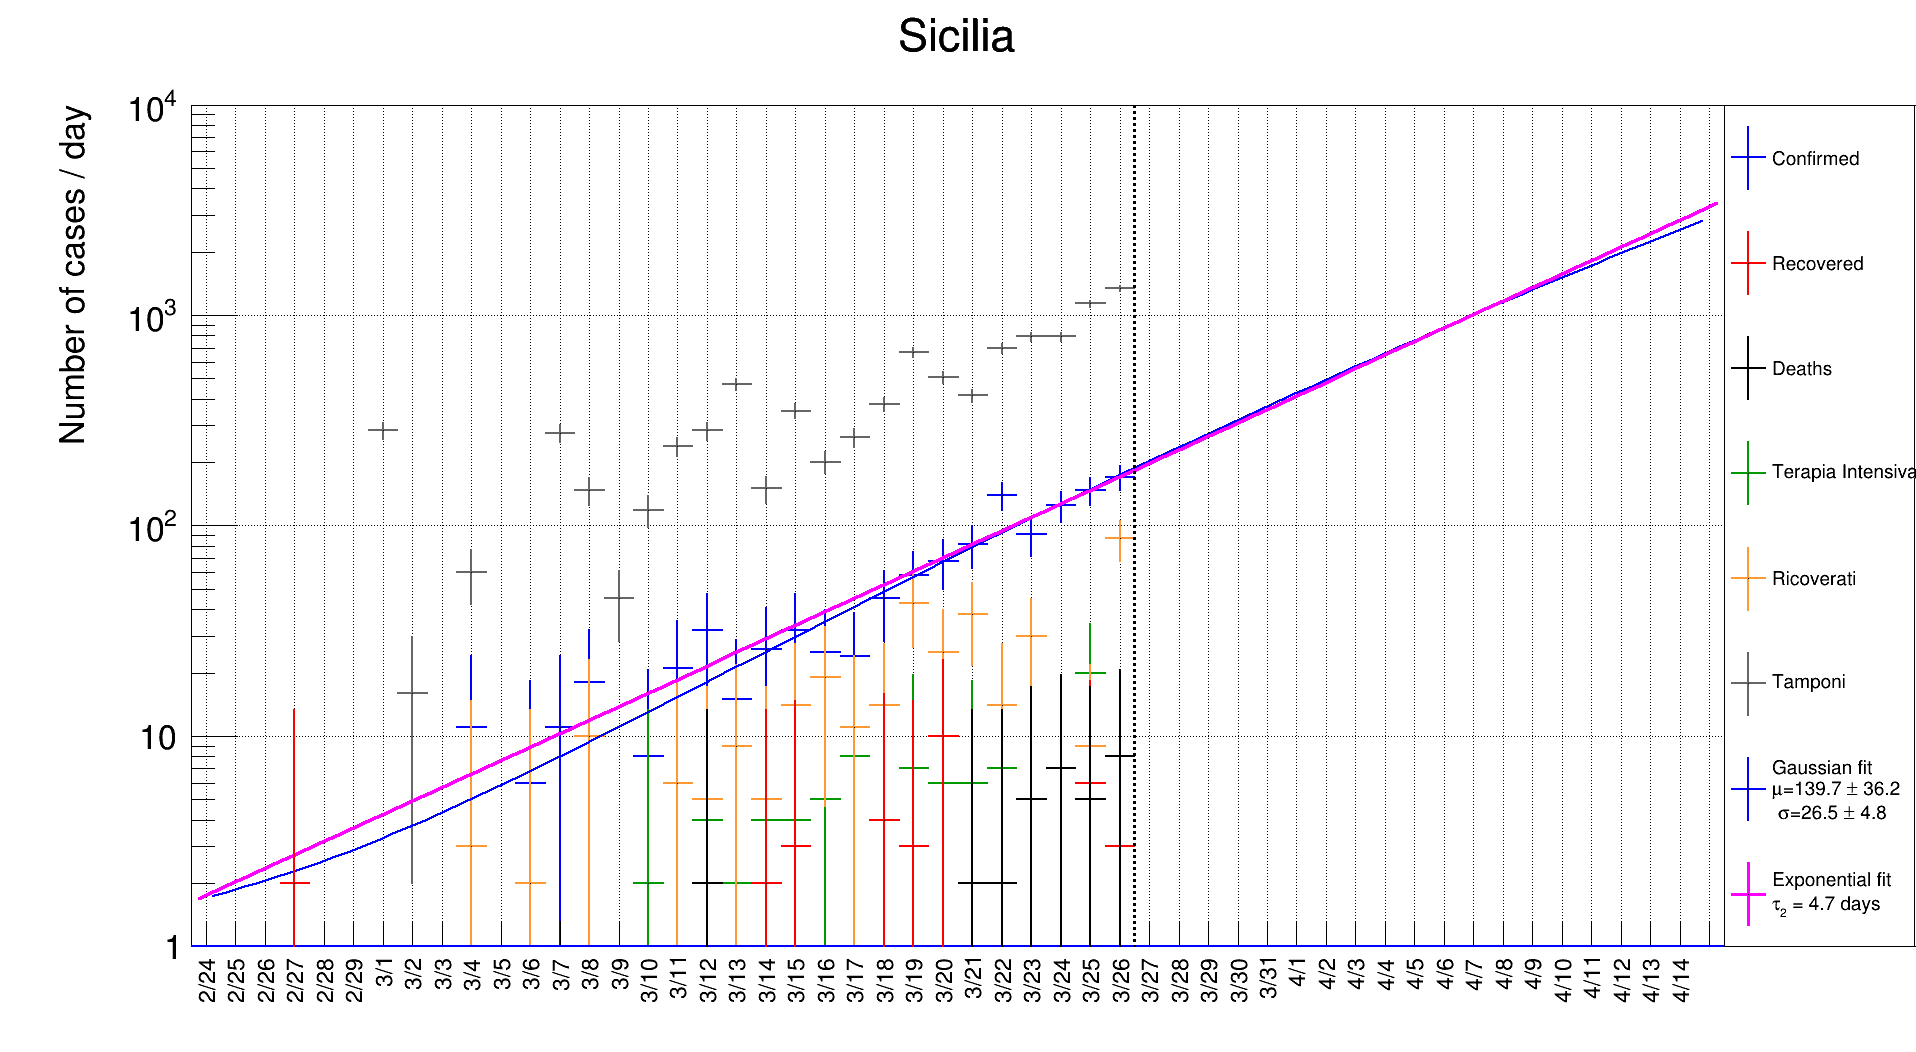 Sicilia
Number of cases / day
10⁴
10³
10²
10
1
2/24 2/25 2/26 2/27 2/28 2/29 3/1 3/2 3/3 3/4 3/5 3/6 3/7 3/8 3/9 3/10 3/11 3/12 3/13 3/14 3/15 3/16 3/17 3/18 3/19 3/20 3/21 3/22 3/23 3/24 3/25 3/26 3/27 3/28 3/29 3/30 3/31 4/1 4/2 4/3 4/4 4/5 4/6 4/7 4/8 4/9 4/10 4/11 4/12 4/13 4/14
Confirmed
Recovered
Deaths
Terapia Intensiva
Ricoverati
Tamponi
Gaussian fit
μ=139.7 ± 36.2
σ=26.5 ± 4.8
Exponential fit
τ₂ = 4.7 days